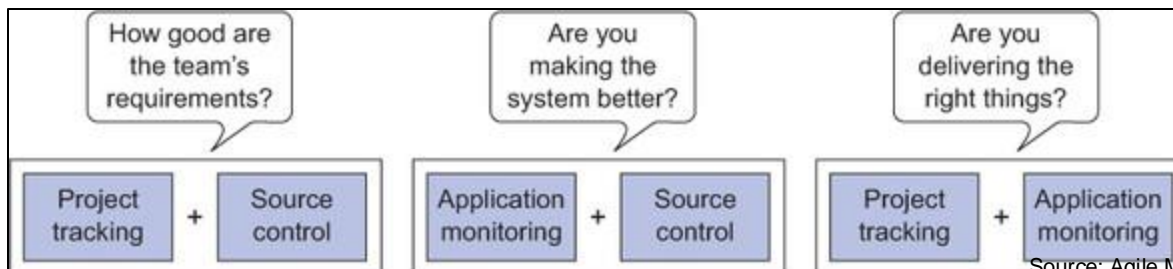 How good are
the team's
requirements?
Are you
making the
system better?
Are you
delivering the
right things?
Project
tracking
+
Source
control
Application
monitoring
+
Source
control
Project
tracking
+
Application
monitoring
Source: Agile